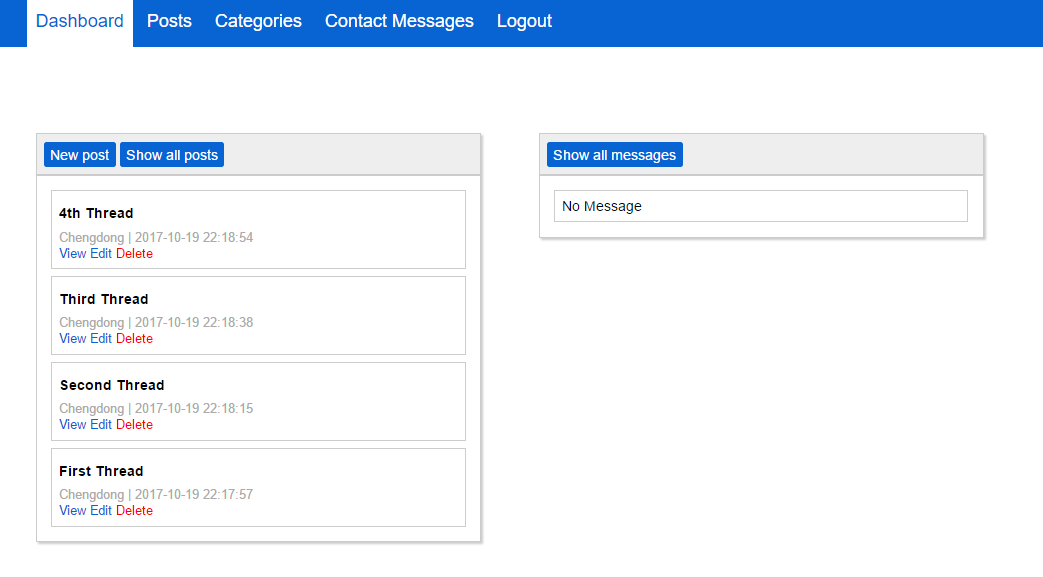 Dashboard Posts Categories Contact Messages Logout
New post Show all posts
4th Thread
Chengdong | 2017-10-19 22:18:54
View Edit Delete
Third Thread
Chengdong | 2017-10-19 22:18:38
View Edit Delete
Second Thread
Chengdong | 2017-10-19 22:18:15
View Edit Delete
First Thread
Chengdong | 2017-10-19 22:17:57
View Edit Delete
Show all messages
No Message